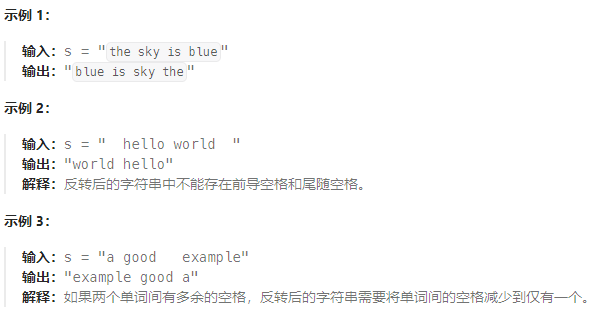 示例 1：
输入：s = "the sky is blue"
输出："blue is sky the"
示例 2：
输入：s = "  hello world  "
输出："world hello"
解释：反转后的字符串中不能存在前导空格和尾随空格。
示例 3：
输入：s = "a good   example"
输出："example good a"
解释：如果两个单词间有多余的空格，反转后的字符串需要将单词间的空格减少到仅有一个。